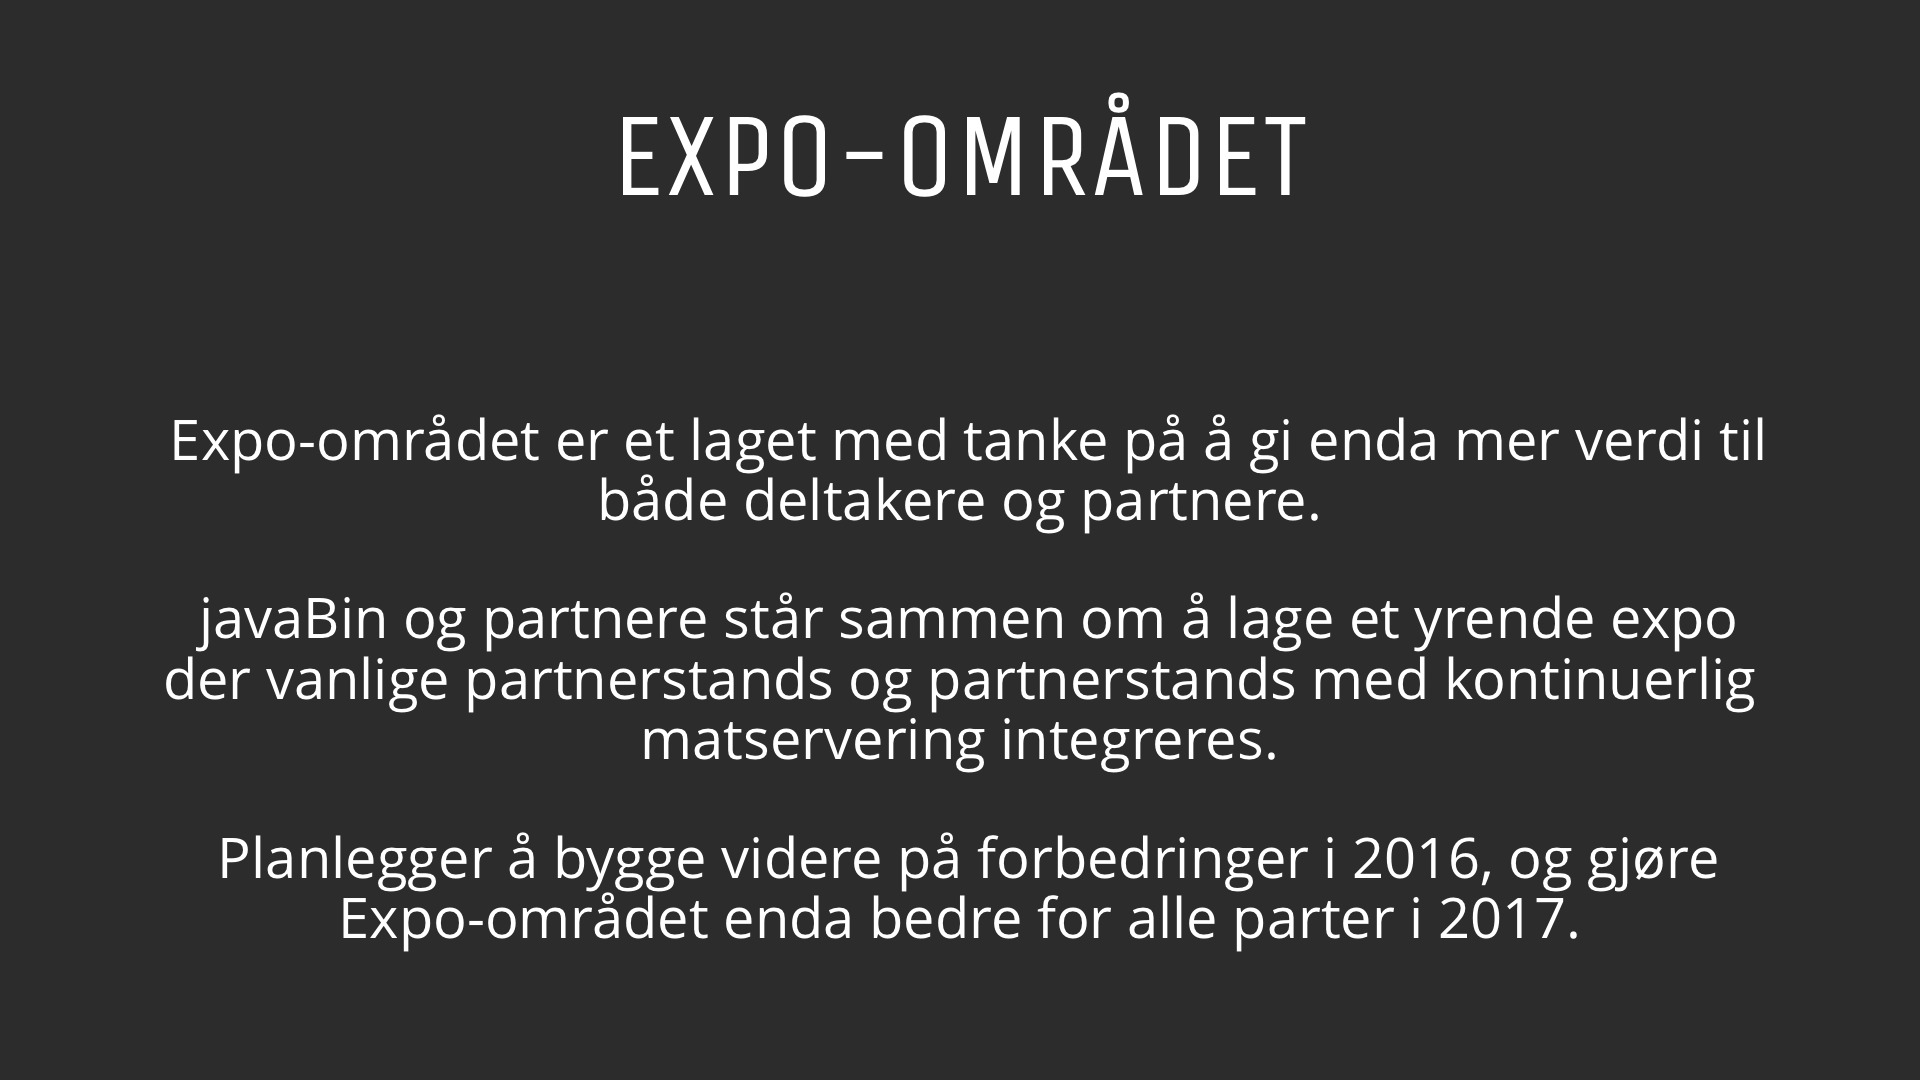 EXPO-OMRÅDET
Expo-området er et laget med tanke på å gi enda mer verdi til
både deltakere og partnere.
javaBin og partnere står sammen om å lage et yrende expo
der vanlige partnerstands og partnerstands med kontinuerlig
matservering integreres.
Planlegger å bygge videre på forbedringer i 2016, og gjøre
Expo-området enda bedre for alle parter i 2017.